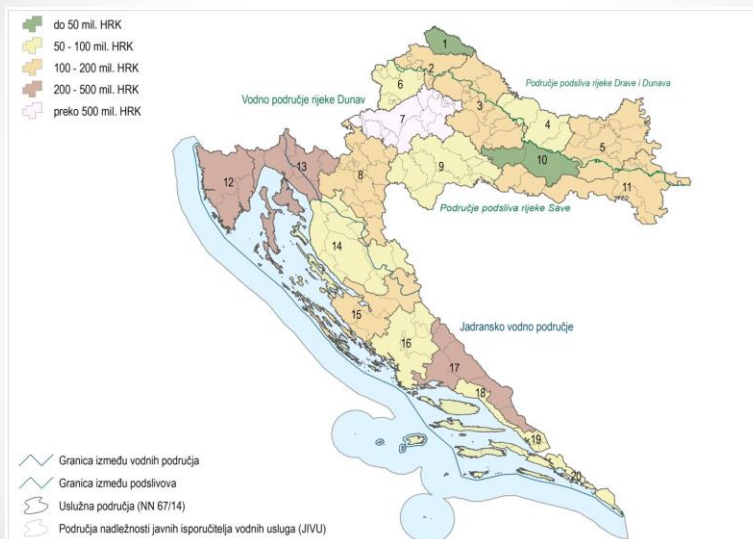 do 50 mil. HRK
50 - 100 mil. HRK
100 - 200 mil. HRK
200 - 500 mil. HRK
preko 500 mil. HRK
1
2
Područje podsliva rijeke Drave i Dunava
6
Vodno područje rijeke Dunav
3
4
7
5
10
13
12
8
9
11
Područje podsliva rijeke Save
14
15
Jadransko vodno područje
16
17
18
19
20
Granica između vodnih područja
Granica između podslivova
Uslužna područja (NN 67/14)
Područja nadležnosti javnih isporučitelja vodnih usluga (JIVU)